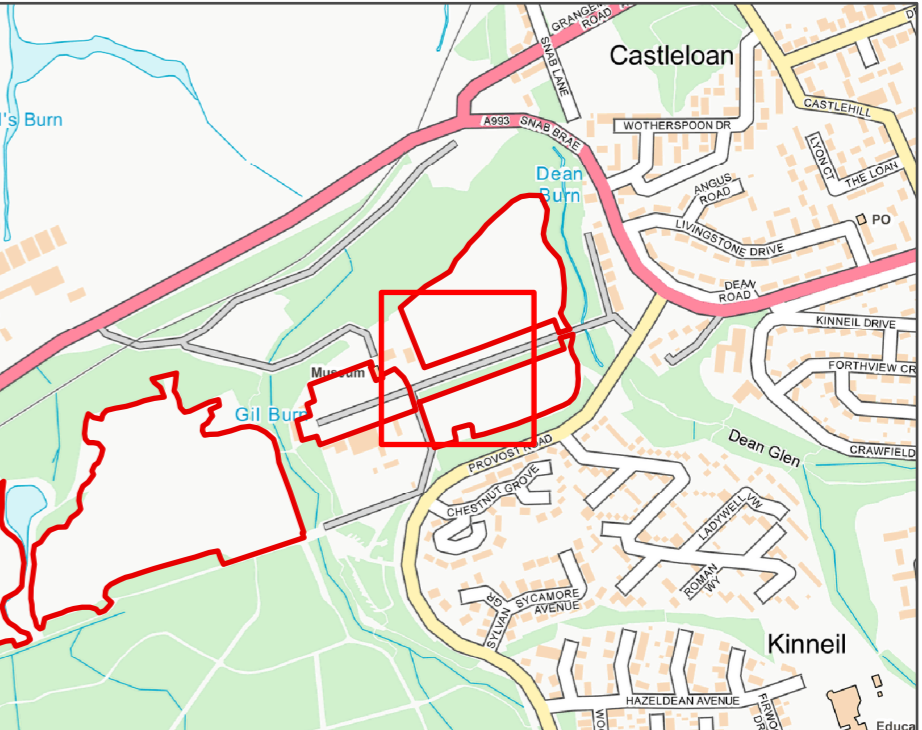 GRANGE
ROAD
SNAB LANE
Castleloan
l's Burn
A993
SNAB BRAE
CASTLEHILL
WOTHERSPOON DR
LYON CT
THE LOAN
Dean
Burn
ANGUS
ROAD
PO
LIVINGSTONE DRIVE
DEAN
ROAD
KINNEIL DRIVE
Museum
FORTHVIEW CR
Gil Burn
Dean Glen
CRAWFIELD
PROVOST ROAD
CHESTNUT GROVE
LADYWELL VW
ROMAN
WY
SYLVAN
GR
SYCAMORE
AVENUE
Kinneil
HAZELDEAN AVENUE
FIRWO
DR
WO
Educa